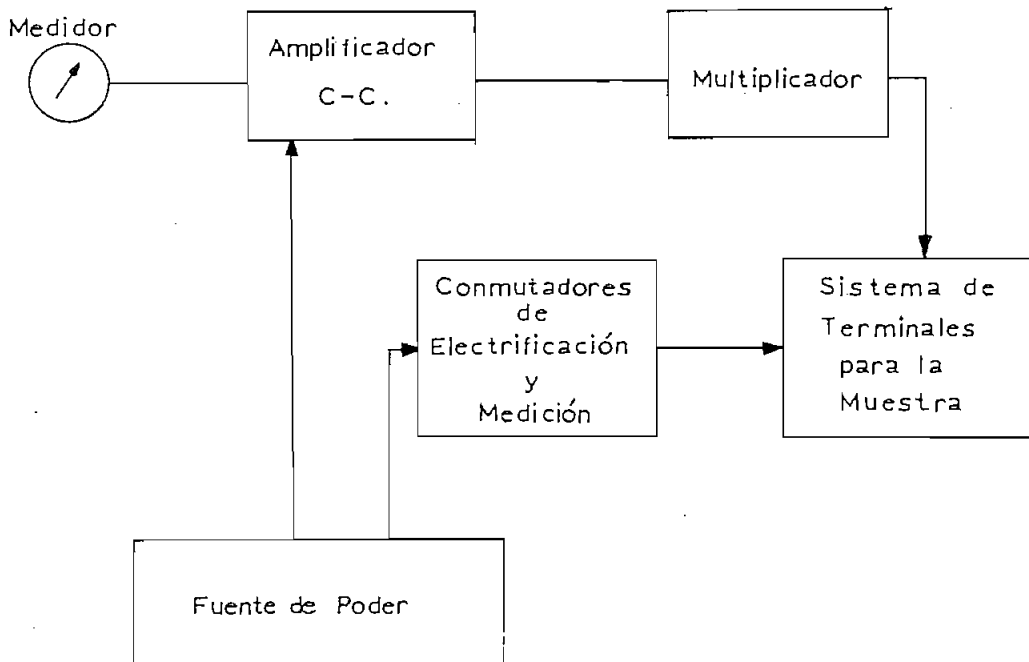 Medidor
Amplificador
C-C.
Multiplicador
Conmutadores
de
Electrificación
y
Medición
Sistema de
Terminales
para la
Muestra
Fuente de Poder